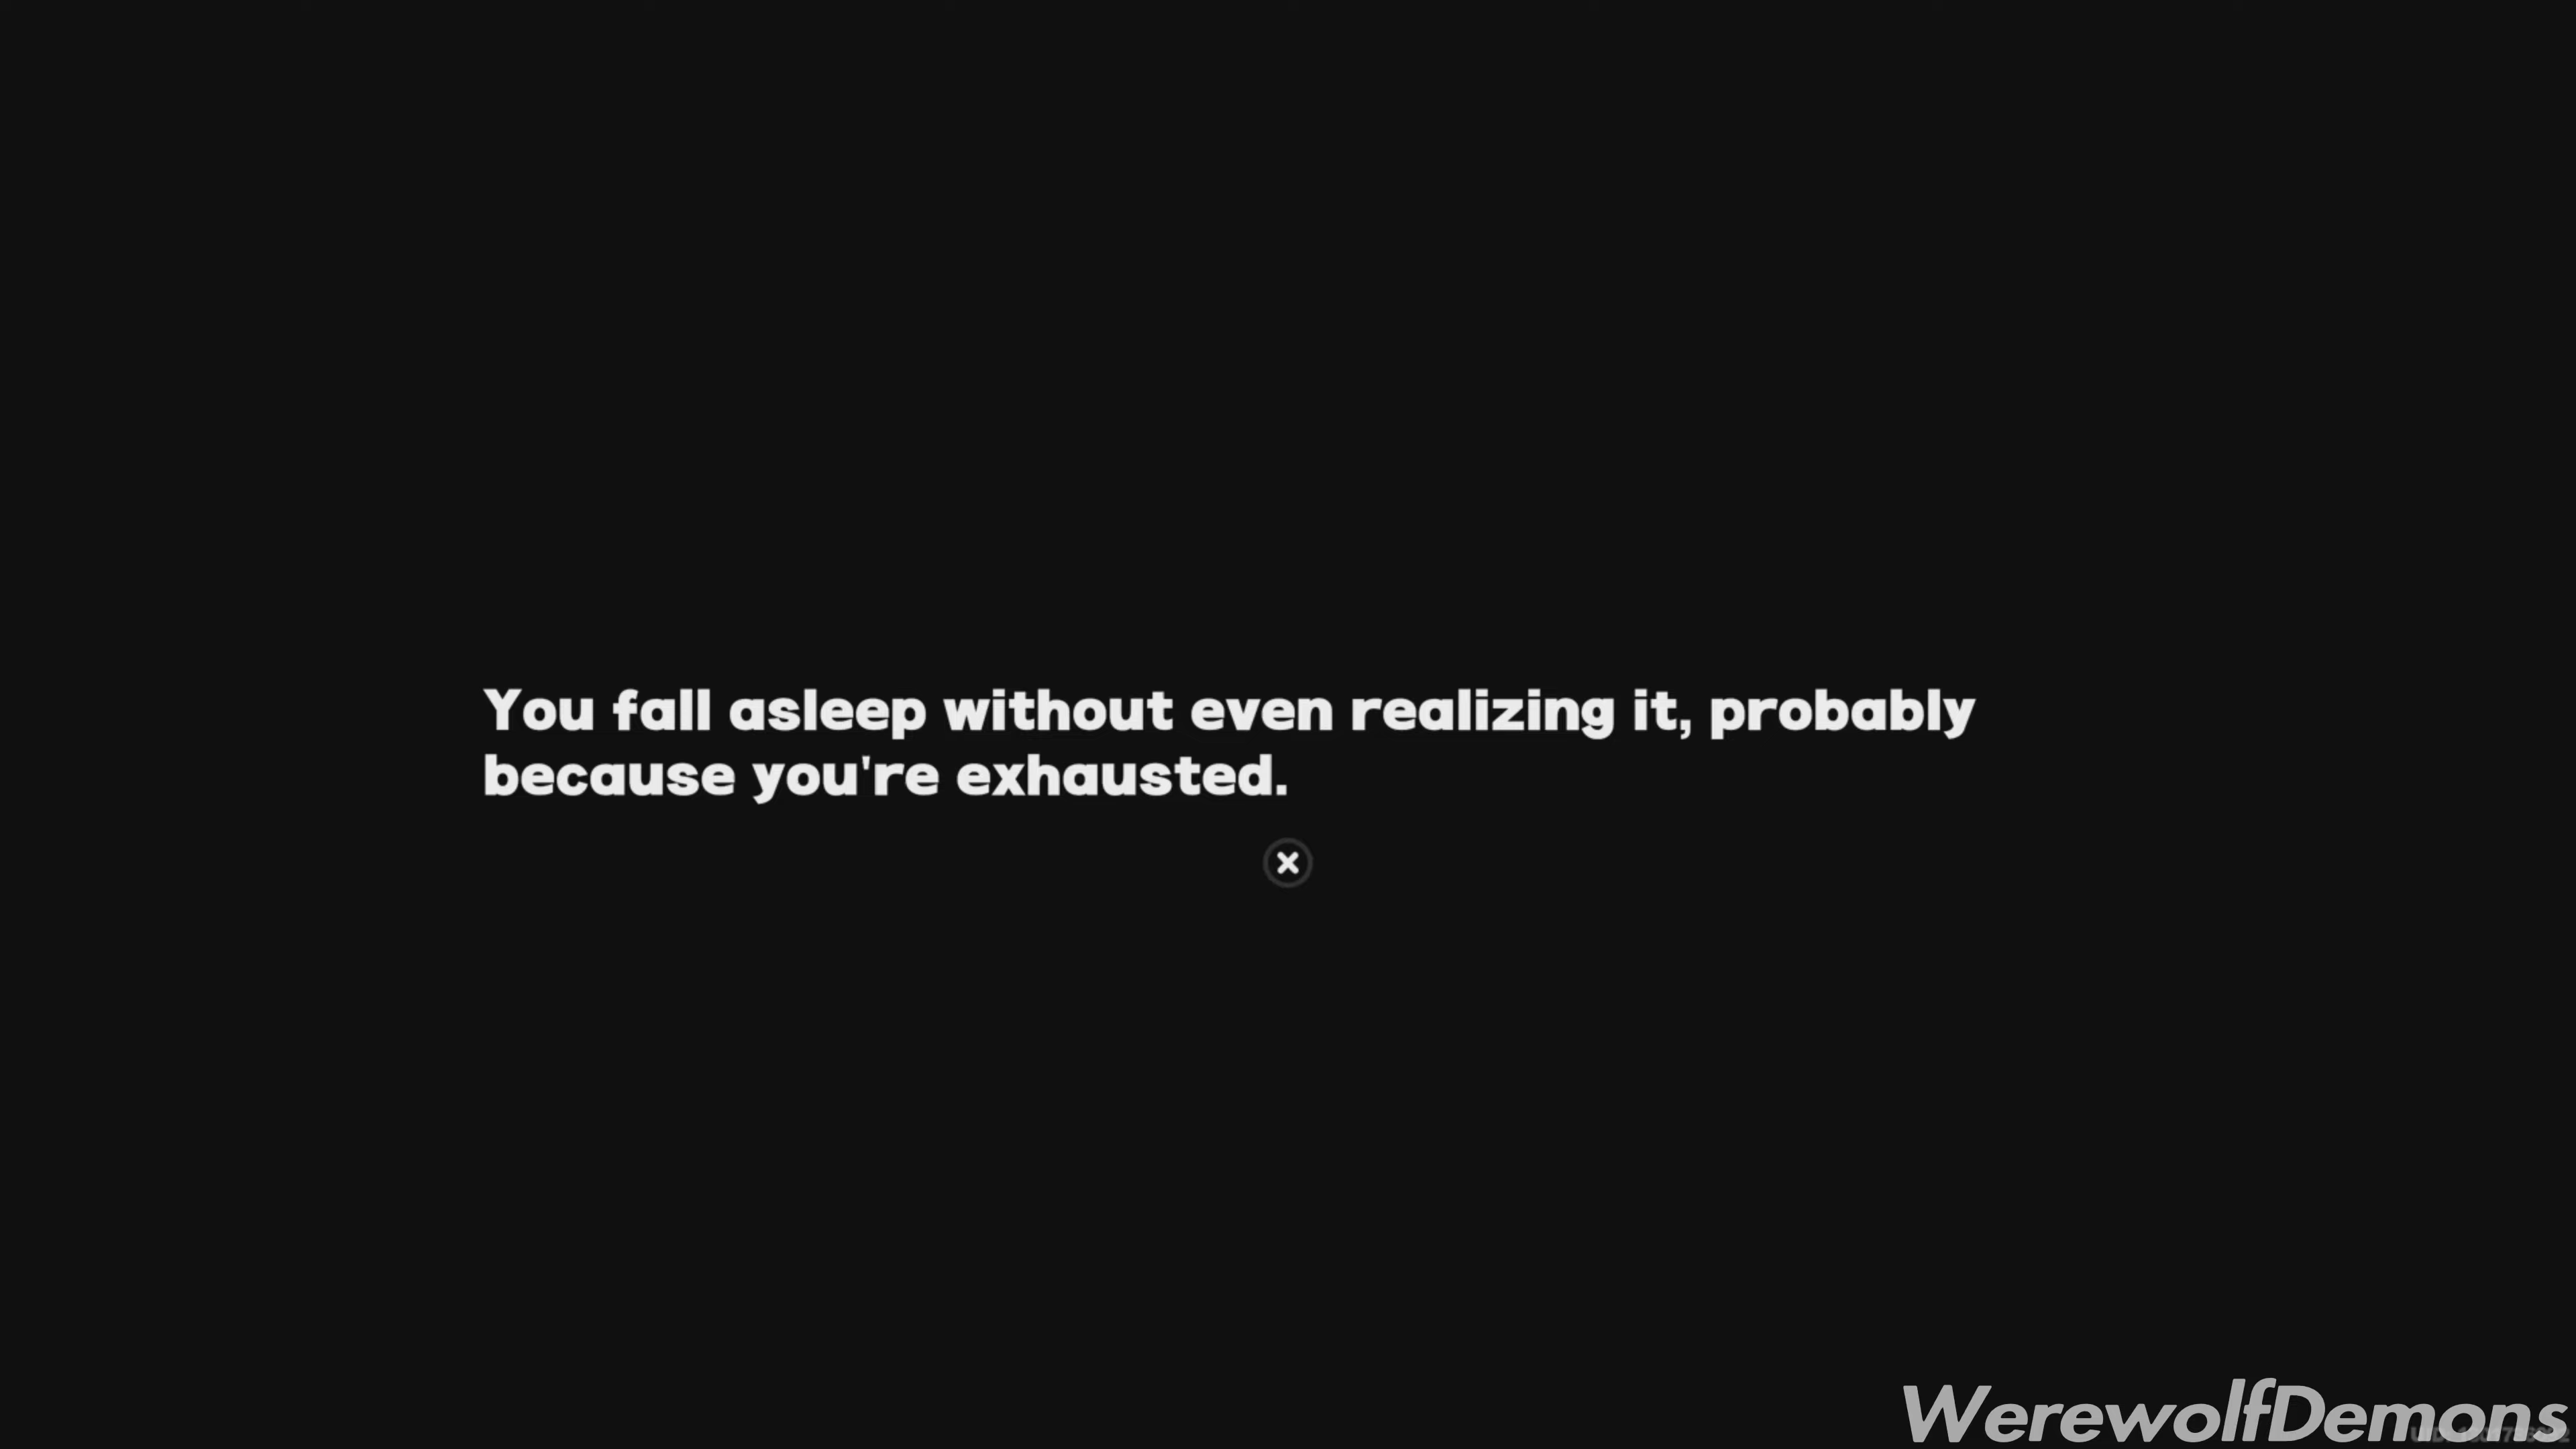 You fall asleep without even realizing it, probably
because you're exhausted.
WerewolfDemons